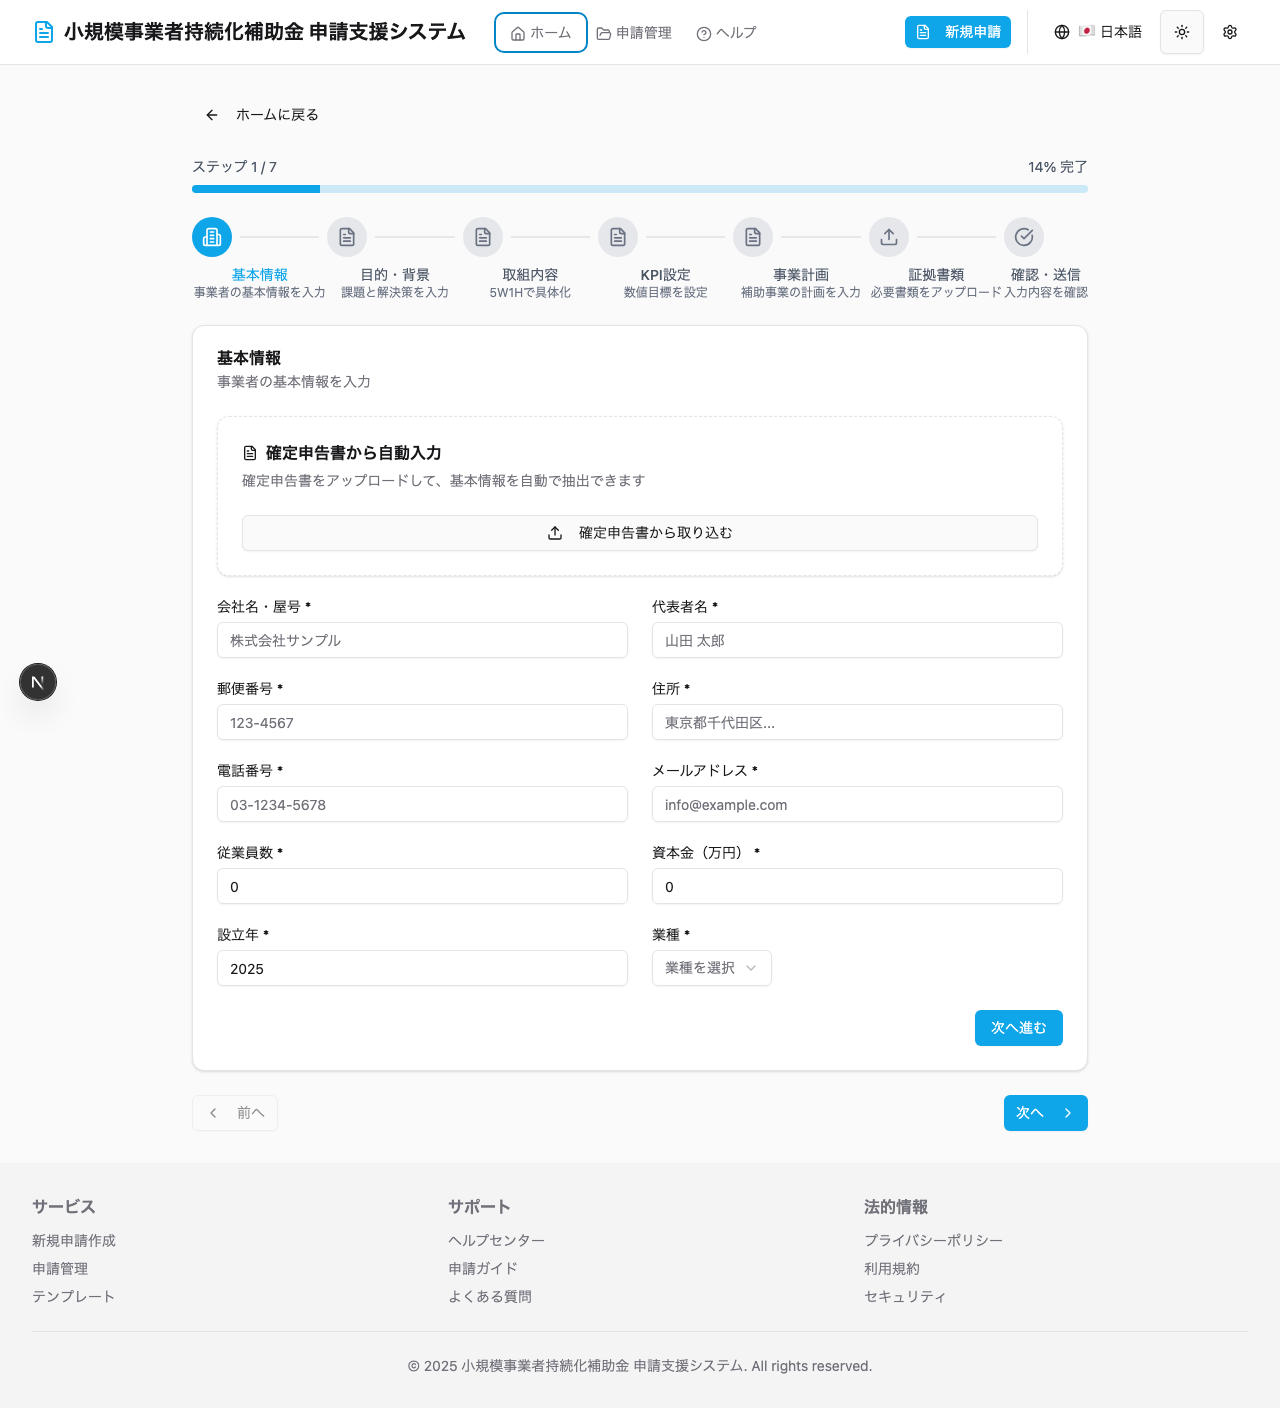 小規模事業者持続化補助金 申請支援システム
ホーム
申請管理
ヘルプ
新規申請
日本語
ホームに戻る
ステップ 1 / 7
14% 完了
基本情報
事業者の基本情報を入力
目的・背景
課題と解決策を入力
取組内容
5W1Hで具体化
KPI設定
数値目標を設定
事業計画
補助事業の計画を入力
証拠書類
必要書類をアップロード
確認・送信
入力内容を確認
基本情報
事業者の基本情報を入力
確定申告書から自動入力
確定申告書をアップロードして、基本情報を自動で抽出できます
確定申告書から取り込む
会社名・屋号 *
株式会社サンプル
代表者名 *
山田 太郎
郵便番号 *
123-4567
住所 *
東京都千代田区...
電話番号 *
03-1234-5678
メールアドレス *
info@example.com
従業員数 *
0
資本金（万円） *
0
設立年 *
2025
業種 *
業種を選択
次へ進む
前へ
次へ
N
サービス
新規申請作成
申請管理
テンプレート
サポート
ヘルプセンター
申請ガイド
よくある質問
法的情報
プライバシーポリシー
利用規約
セキュリティ
© 2025 小規模事業者持続化補助金 申請支援システム. All rights reserved.